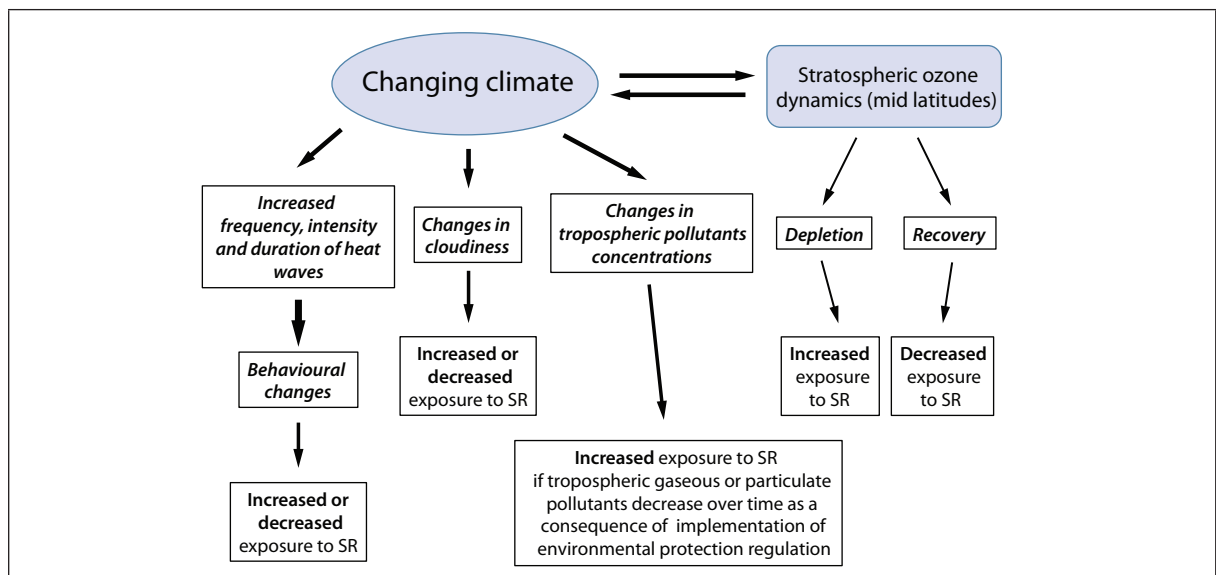 Changing climate
Stratospheric ozone
dynamics (mid latitudes)
Increased
frequency, intensity
and duration of heat
waves
Changes in
cloudiness
Changes in
tropospheric pollutants
concentrations
Depletion
Recovery
Behavioural
changes
Increased or
decreased
exposure to SR
Increased
exposure
to SR
Decreased
exposure
to SR
Increased or
decreased
exposure to SR
Increased exposure to SR
if tropospheric gaseous or particulate
pollutants decrease over time as a
consequence of implementation of
environmental protection regulation